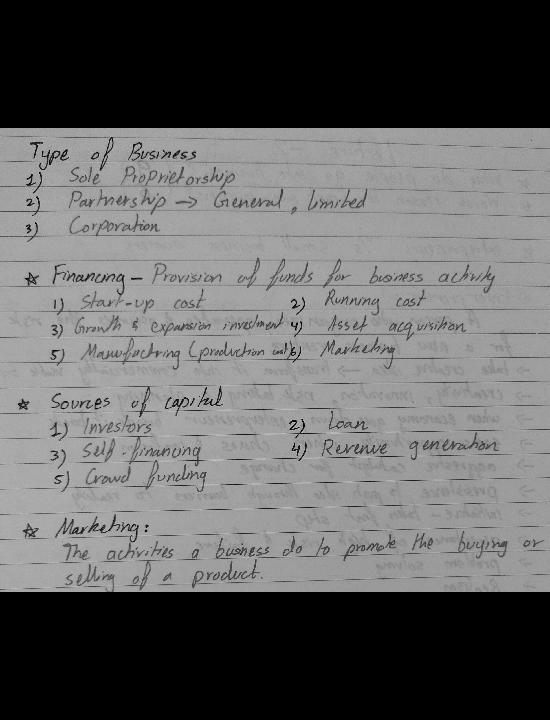 Type of Business
1) Sole Proprietorship
2) Partnership → General, limited
3) Corporation
☆ Financing – Provision of funds for business activity
1) Start-up cost 2) Running cost
3) Growth & expansion investment 4) Asset acquisition
5) Manufactring (production cost) 6) Marketing
☆ Sources of capital
1) Investors 2) Loan
3) Self-financing 4) Revenue generation
5) Crowd funding
☆ Marketing:
The activities a business do to promote the buying or
selling of a product.